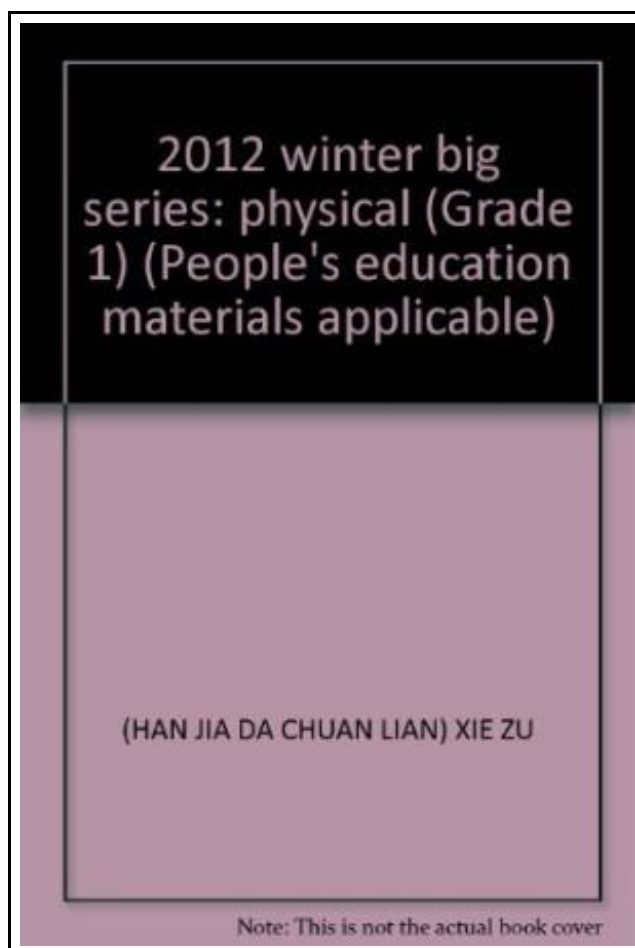 2012 winter big
series: physical (Grade
1) (People's education
materials applicable)
(HAN JIA DA CHUAN LIAN) XIE ZU
Note: This is not the actual book cover